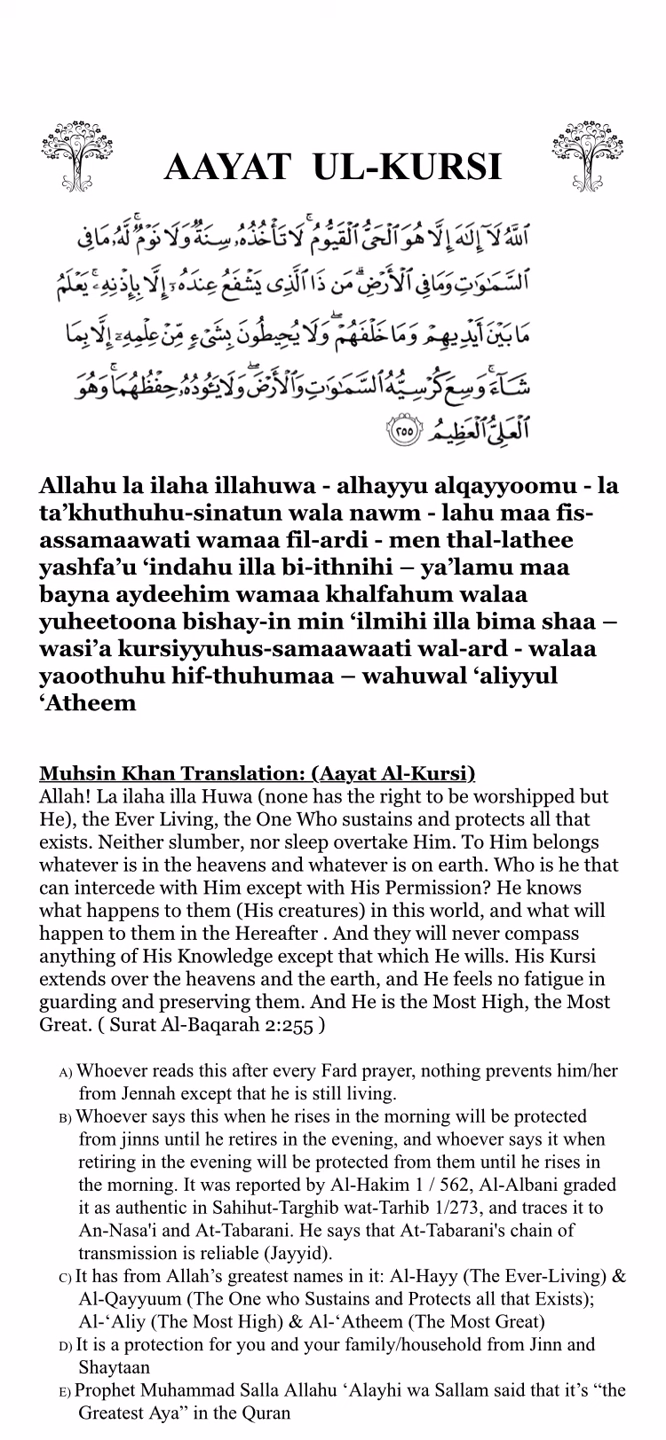 AAYAT UL-KURSI
ٱللَّهُ لَآ إِلَٰهَ إِلَّا هُوَ ٱلْحَىُّ ٱلْقَيُّومُ ۚ لَا تَأْخُذُهُۥ سِنَةٌ وَلَا نَوْمٌ ۚ لَّهُۥ مَا فِى
ٱلسَّمَٰوَٰتِ وَمَا فِى ٱلْأَرْضِ ۗ مَن ذَا ٱلَّذِى يَشْفَعُ عِندَهُۥٓ إِلَّا بِإِذْنِهِۦ ۚ يَعْلَمُ
مَا بَيْنَ أَيْدِيهِمْ وَمَا خَلْفَهُمْ ۖ وَلَا يُحِيطُونَ بِشَىْءٍ مِّنْ عِلْمِهِۦٓ إِلَّا بِمَا
شَآءَ ۚ وَسِعَ كُرْسِيُّهُ ٱلسَّمَٰوَٰتِ وَٱلْأَرْضَ ۖ وَلَا يَـُٔودُهُۥ حِفْظُهُمَا ۚ وَهُوَ
ٱلْعَلِىُّ ٱلْعَظِيمُ ٢٥٥
Allahu la ilaha illahuwa - alhayyu alqayyoomu - la
ta’khuthuhu-sinatun wala nawm - lahu maa fis-
assamaawati wamaa fil-ardi - men thal-lathee
yashfa’u ‘indahu illa bi-ithnihi – ya’lamu maa
bayna aydeehim wamaa khalfahum walaa
yuheetoona bishay-in min ‘ilmihi illa bima shaa –
wasi’a kursiyyuhus-samaawaati wal-ard - walaa
yaoothuhu hif-thuhumaa – wahuwal ‘aliyyul
‘Atheem
Muhsin Khan Translation: (Aayat Al-Kursi)
Allah! La ilaha illa Huwa (none has the right to be worshipped but
He), the Ever Living, the One Who sustains and protects all that
exists. Neither slumber, nor sleep overtake Him. To Him belongs
whatever is in the heavens and whatever is on earth. Who is he that
can intercede with Him except with His Permission? He knows
what happens to them (His creatures) in this world, and what will
happen to them in the Hereafter . And they will never compass
anything of His Knowledge except that which He wills. His Kursi
extends over the heavens and the earth, and He feels no fatigue in
guarding and preserving them. And He is the Most High, the Most
Great. ( Surat Al-Baqarah 2:255 )
A) Whoever reads this after every Fard prayer, nothing prevents him/her
from Jennah except that he is still living.
B) Whoever says this when he rises in the morning will be protected
from jinns until he retires in the evening, and whoever says it when
retiring in the evening will be protected from them until he rises in
the morning. It was reported by Al-Hakim 1 / 562, Al-Albani graded
it as authentic in Sahihut-Targhib wat-Tarhib 1/273, and traces it to
An-Nasa'i and At-Tabarani. He says that At-Tabarani's chain of
transmission is reliable (Jayyid).
C) It has from Allah’s greatest names in it: Al-Hayy (The Ever-Living) &
Al-Qayyuum (The One who Sustains and Protects all that Exists);
Al-‘Aliy (The Most High) & Al-‘Atheem (The Most Great)
D) It is a protection for you and your family/household from Jinn and
Shaytaan
E) Prophet Muhammad Salla Allahu ‘Alayhi wa Sallam said that it’s “the
Greatest Aya” in the Quran